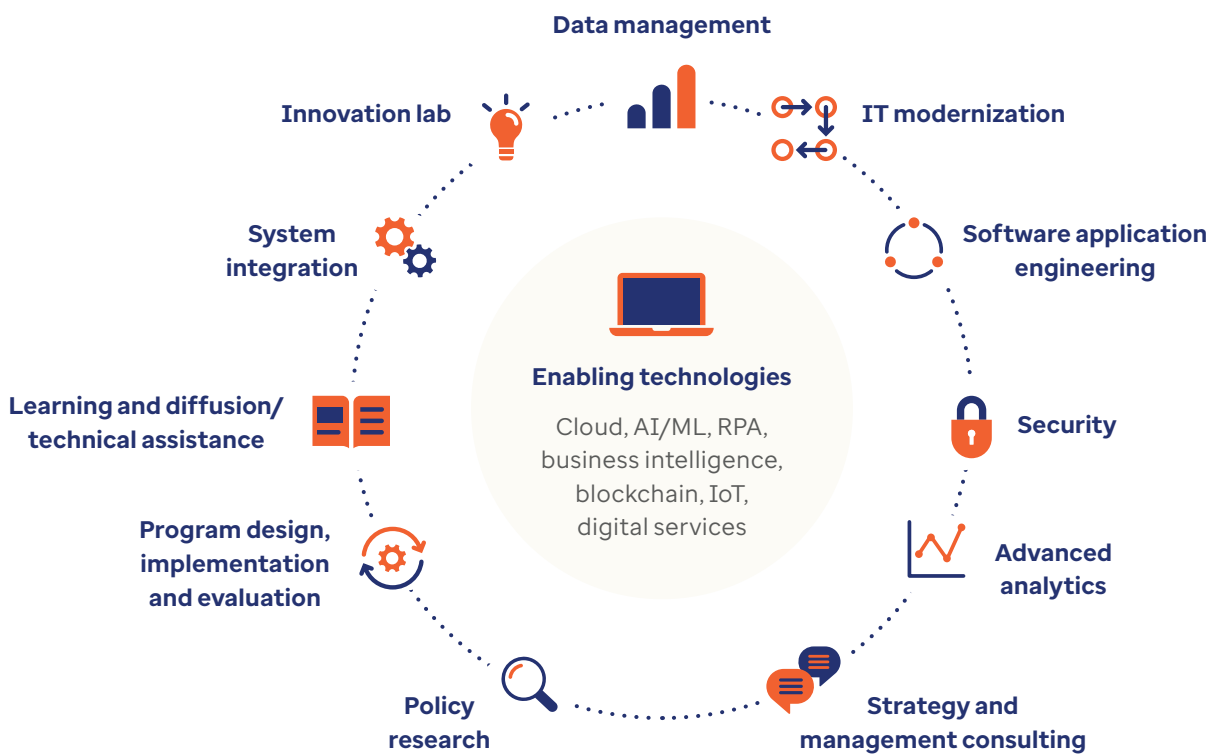 Data management
Innovation lab
IT modernization
System
integration
Software application
engineering
Enabling technologies
Cloud, AI/ML, RPA,
business intelligence,
blockchain, IoT,
digital services
Learning and diffusion/
technical assistance
Security
Program design,
implementation
and evaluation
Advanced
analytics
Policy
research
Strategy and
management consulting